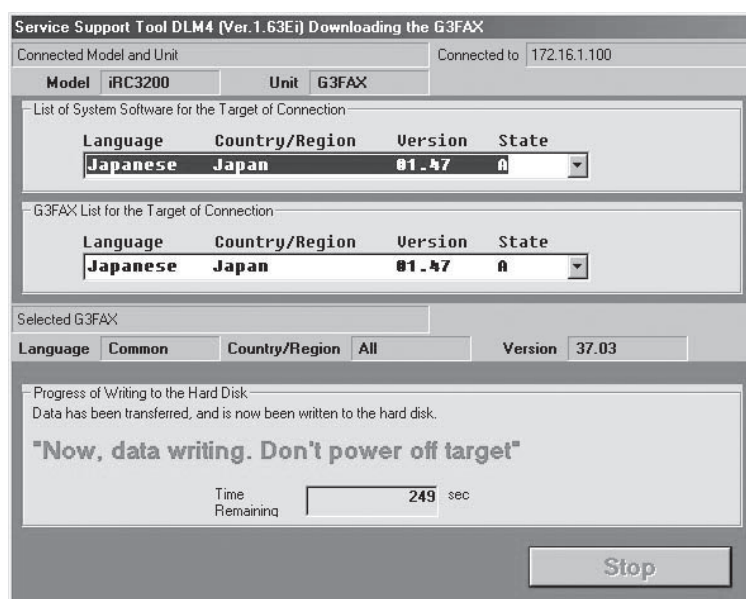 Service Support Tool DLM4 (Ver.1.63Ei) Downloading the G3FAX
Connected Model and Unit Connected to 172.16.1.100
Model iRC3200 Unit G3FAX
List of System Software for the Target of Connection
Language Country/Region Version State
Japanese Japan 01.47 A
G3FAX List for the Target of Connection
Language Country/Region Version State
Japanese Japan 01.47 A
Selected G3FAX
Language Common Country/Region All Version 37.03
Progress of Writing to the Hard Disk
Data has been transferred, and is now been written to the hard disk.
"Now, data writing. Don't power off target"
Time Remaining 249 sec
Stop